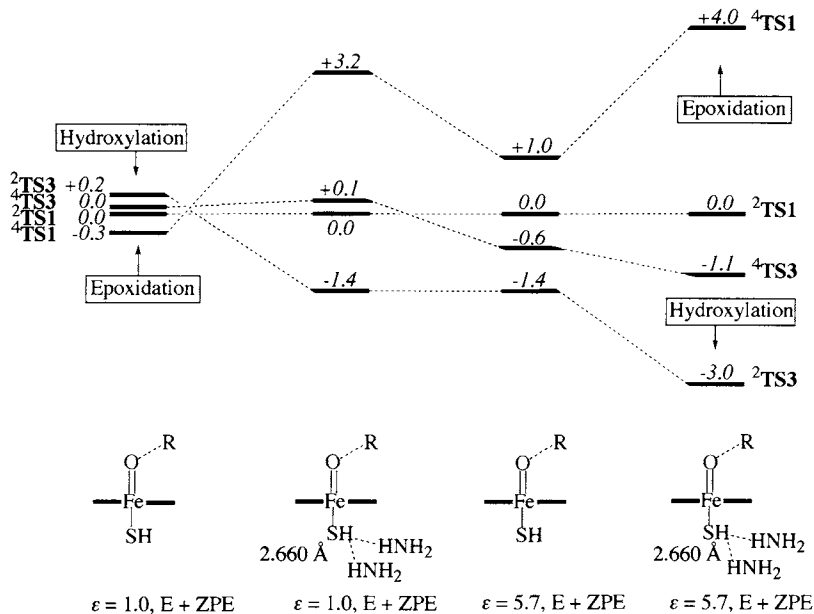 +4.0 ⁴TS1
+3.2
Epoxidation
Hydroxylation
+1.0
²TS3 +0.2
⁴TS3 0.0
²TS1 0.0
⁴TS1 -0.3
+0.1
0.0
0.0
0.0 ²TS1
-0.6
-1.1 ⁴TS3
Epoxidation
-1.4
-1.4
Hydroxylation
-3.0 ²TS3
R
O
Fe
SH
R
O
Fe
SH
2.660 Å
HNH₂
HNH₂
R
O
Fe
SH
R
O
Fe
SH
2.660 Å
HNH₂
HNH₂
ε = 1.0, E + ZPE
ε = 1.0, E + ZPE
ε = 5.7, E + ZPE
ε = 5.7, E + ZPE